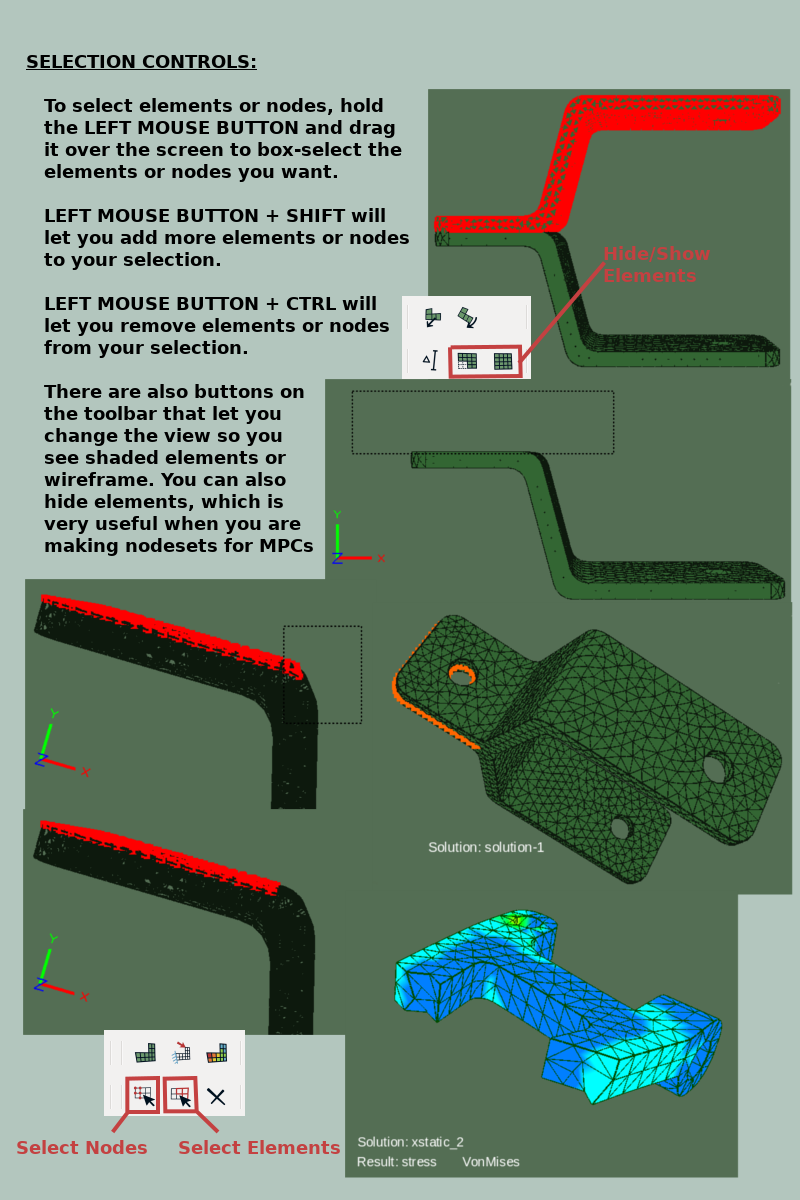 SELECTION CONTROLS:
To select elements or nodes, hold
the LEFT MOUSE BUTTON and drag
it over the screen to box-select the
elements or nodes you want.
LEFT MOUSE BUTTON + SHIFT will
let you add more elements or nodes
to your selection.
LEFT MOUSE BUTTON + CTRL will
let you remove elements or nodes
from your selection.
There are also buttons on
the toolbar that let you
change the view so you
see shaded elements or
wireframe. You can also
hide elements, which is
very useful when you are
making nodesets for MPCs
Hide/Show
Elements
Y
Z X
Y
Z X
Solution: solution-1
Y
Z X
Select Nodes
Select Elements
Solution: xstatic_2
Result: stress VonMises